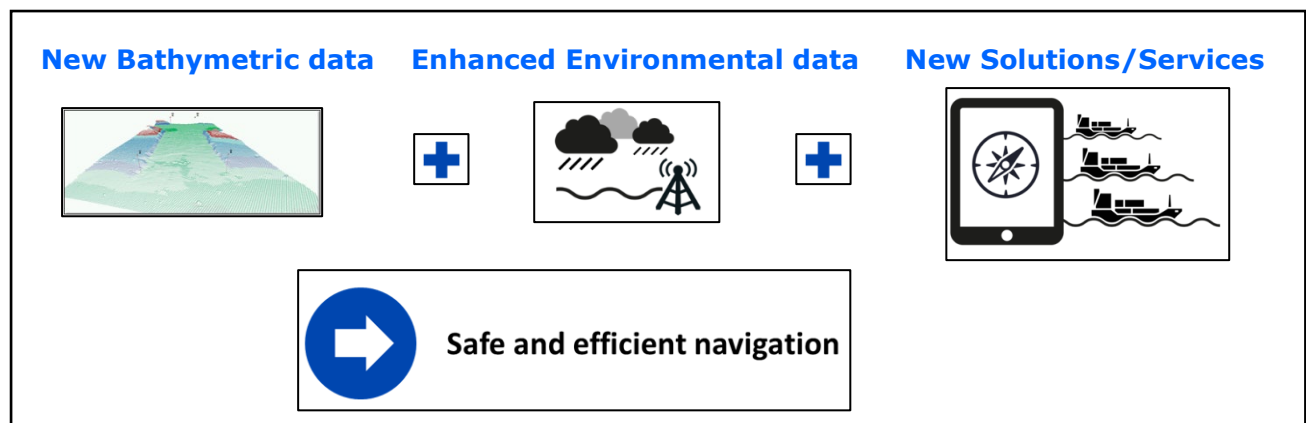 New Bathymetric data
Enhanced Environmental data
New Solutions/Services
Safe and efficient navigation